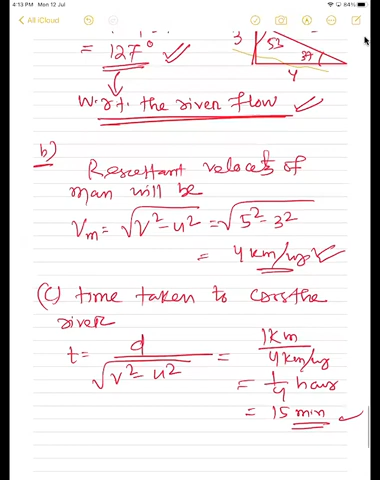 4:13 PM Mon 12 Jul
64%
All iCloud
= 127°
3 53 37
4
w.r.t. the river flow
b)
Resultant velocity of
man will be
Vm = √V²-u² = √5²-3²
= 4 km/hr
(C) time taken to cross the
river
t = d/√v²-u² = 1Km/4km/hr
= 1/4 hour
= 15 min